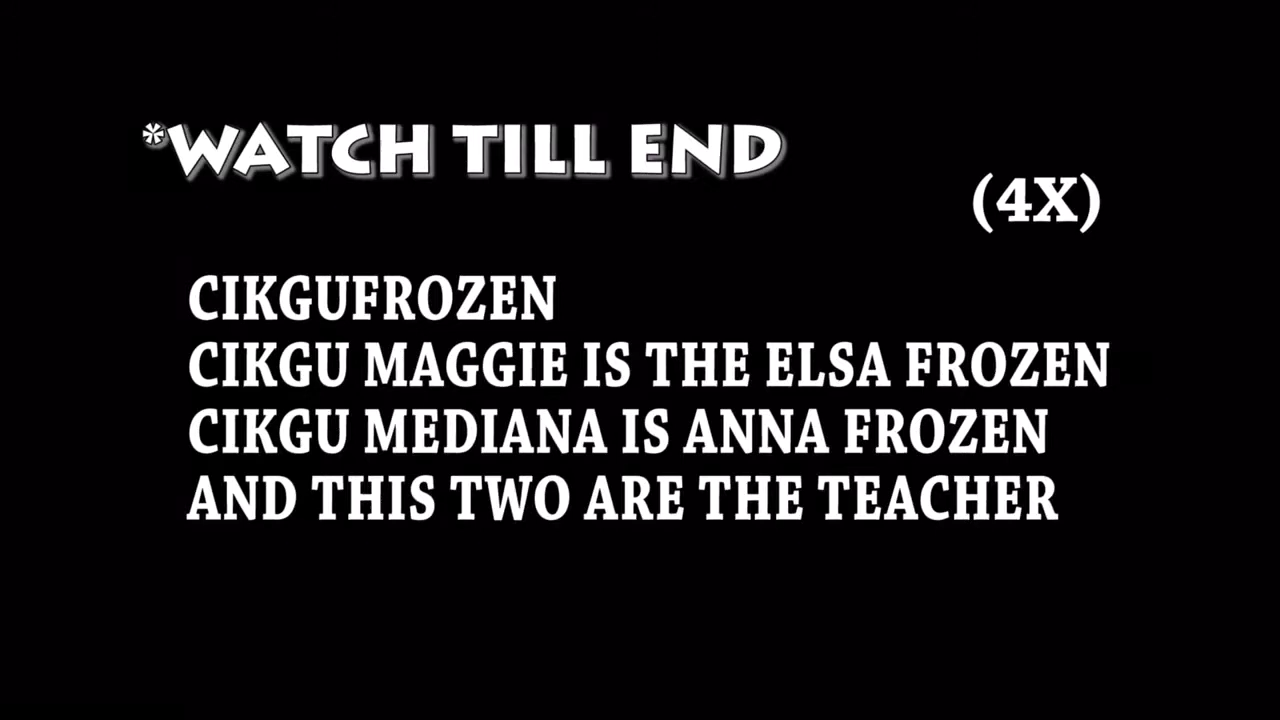 *WATCH TILL END
(4X)
CIKGUFROZEN
CIKGU MAGGIE IS THE ELSA FROZEN
CIKGU MEDIANA IS ANNA FROZEN
AND THIS TWO ARE THE TEACHER